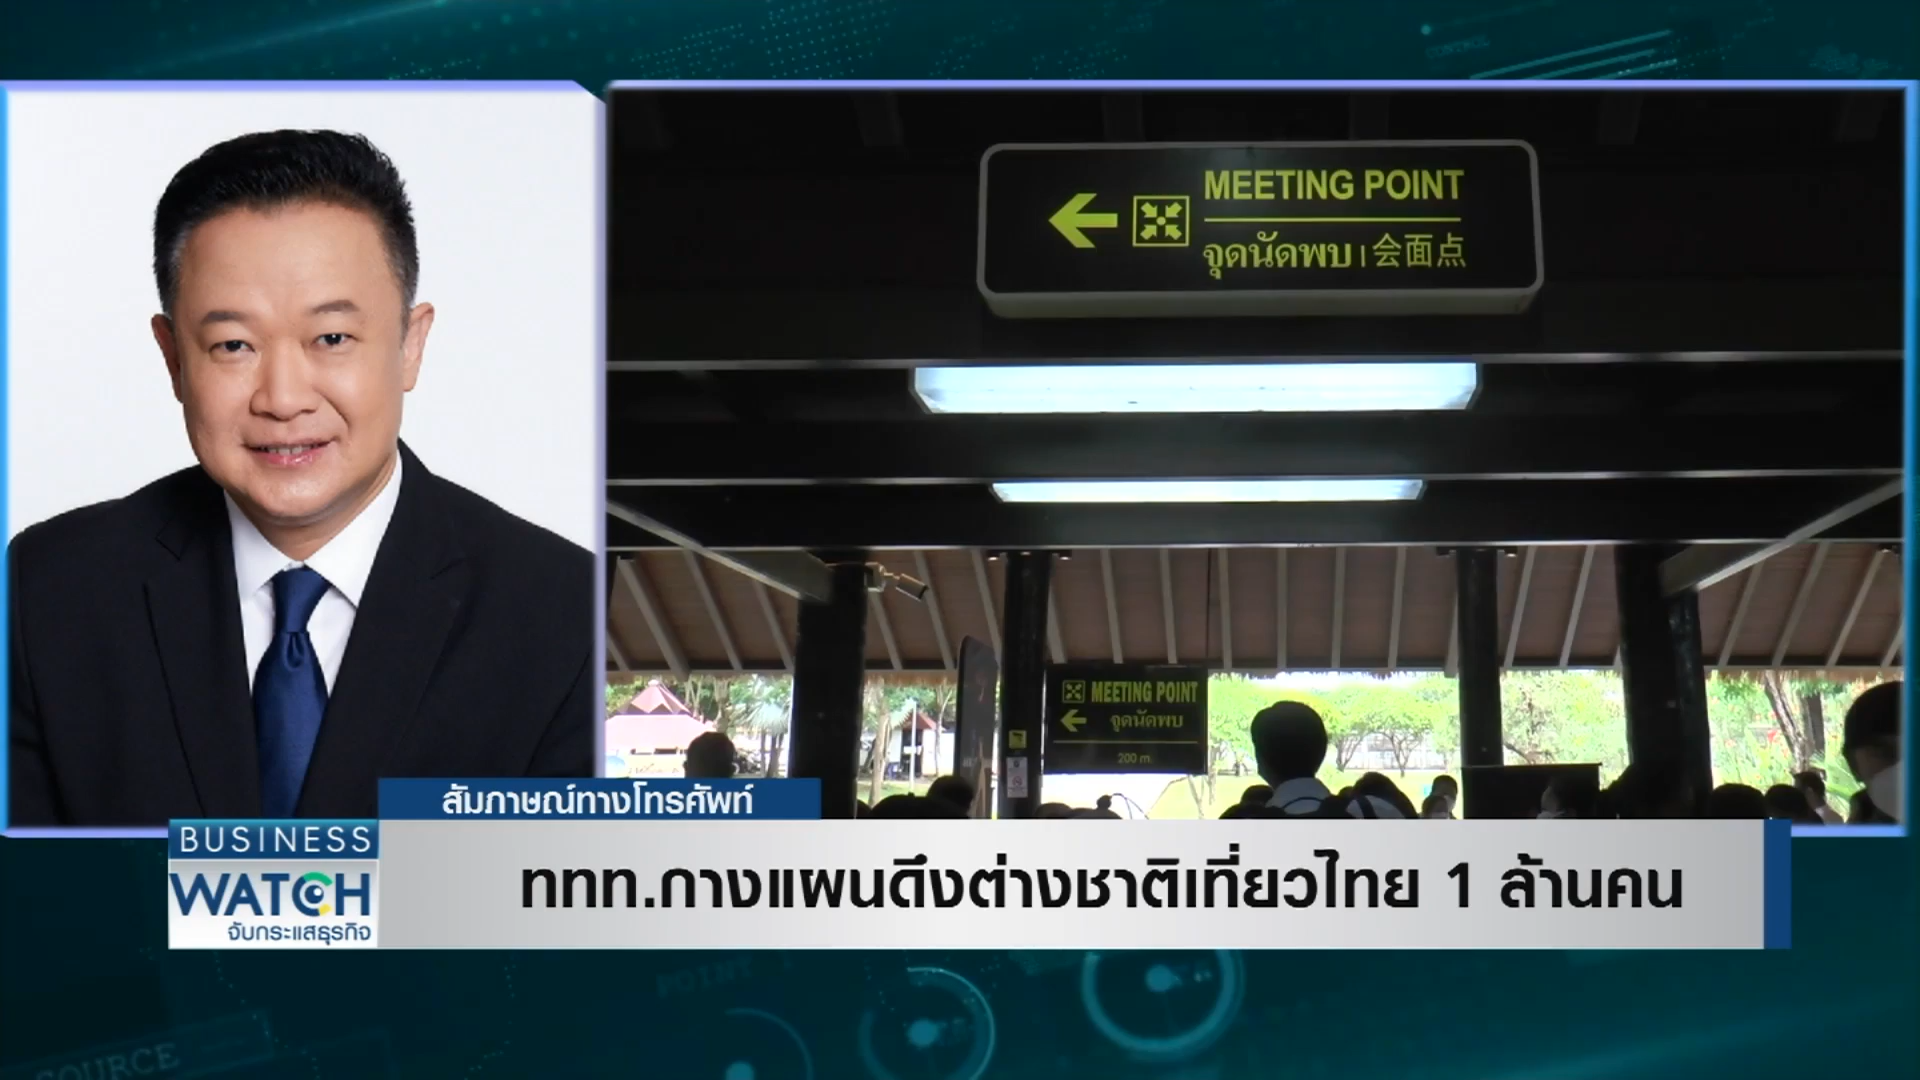 MEETING POINT
จุดนัดพบ | 会面点
MEETING POINT
จุดนัดพบ
200 m.
สัมภาษณ์ทางโทรศัพท์
BUSINESS
WATCH
จับกระแสธุรกิจ
ททท.กางแผนดึงต่างชาติเที่ยวไทย 1 ล้านคน
POINT
SOURCE